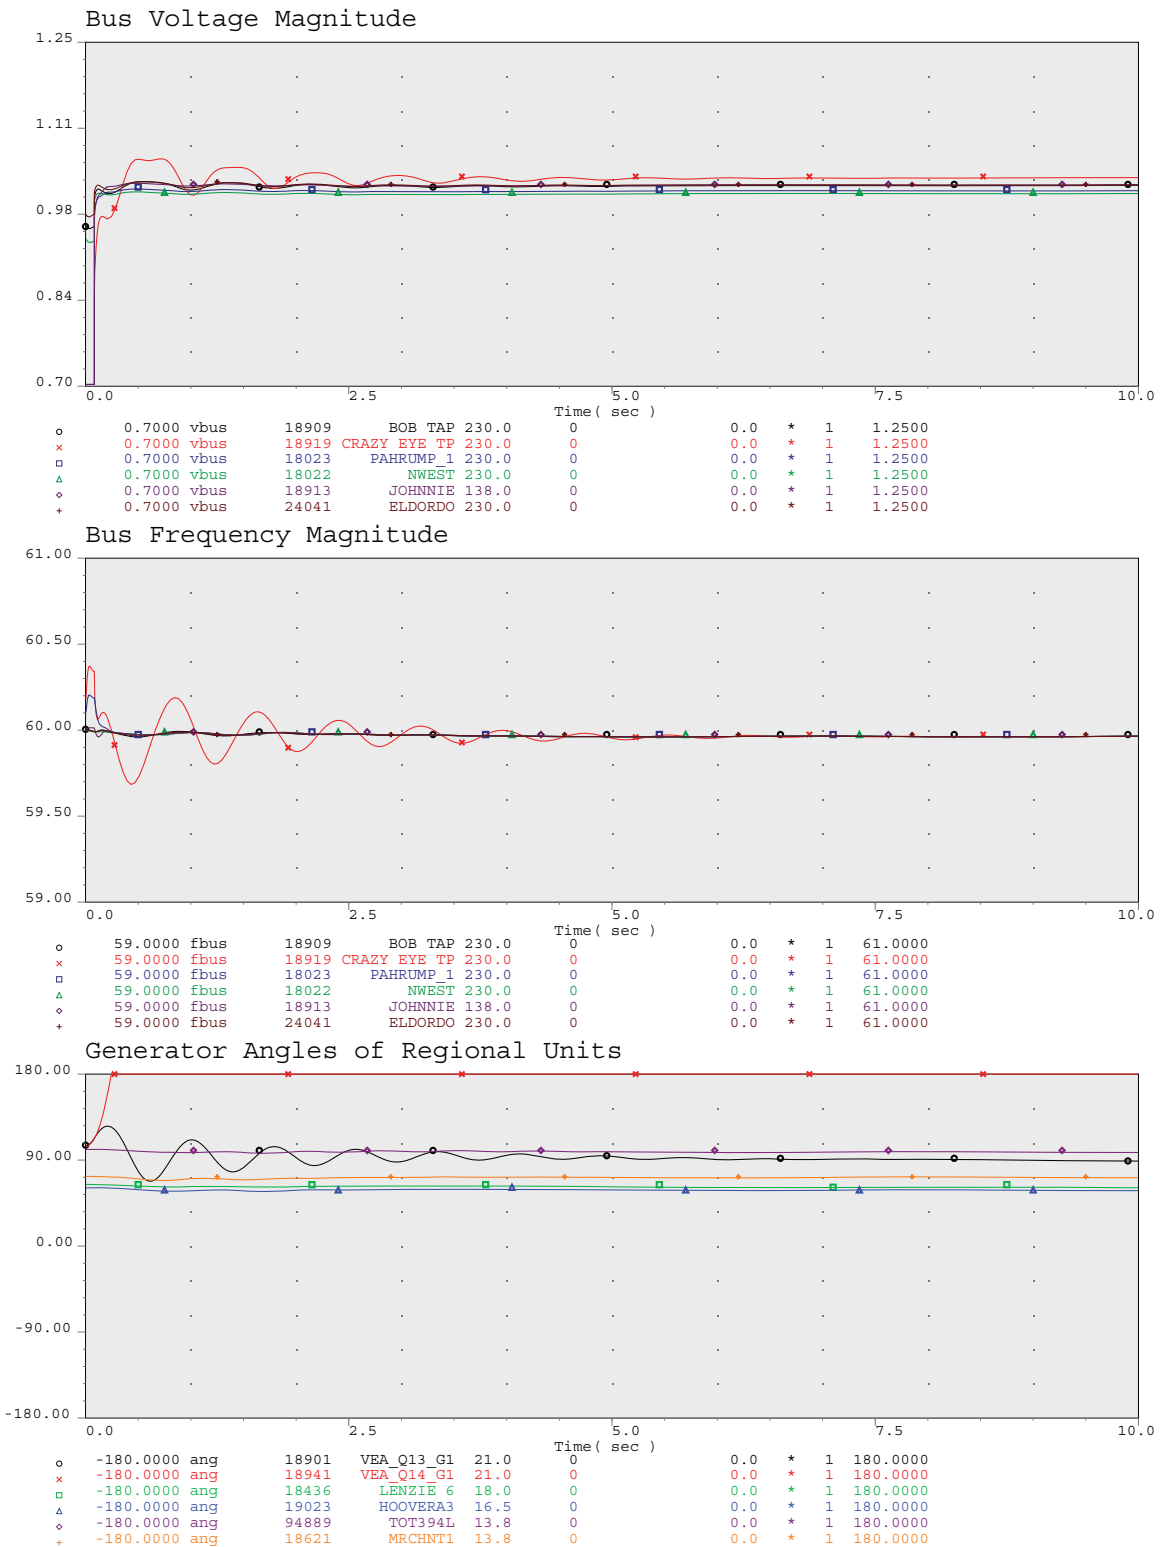 Bus Voltage Magnitude
1.25
1.11
0.98
0.84
0.70
0.0 2.5 5.0 7.5 10.0
Time( sec )
0.7000 vbus 18909 BOB TAP 230.0 0 0.0 * 1 1.2500
0.7000 vbus 18919 CRAZY EYE TP 230.0 0 0.0 * 1 1.2500
0.7000 vbus 18023 PAHRUMP_1 230.0 0 0.0 * 1 1.2500
0.7000 vbus 18022 NWEST 230.0 0 0.0 * 1 1.2500
0.7000 vbus 18913 JOHNNIE 138.0 0 0.0 * 1 1.2500
0.7000 vbus 24041 ELDORDO 230.0 0 0.0 * 1 1.2500
Bus Frequency Magnitude
61.00
60.50
60.00
59.50
59.00
0.0 2.5 5.0 7.5 10.0
Time( sec )
59.0000 fbus 18909 BOB TAP 230.0 0 0.0 * 1 61.0000
59.0000 fbus 18919 CRAZY EYE TP 230.0 0 0.0 * 1 61.0000
59.0000 fbus 18023 PAHRUMP_1 230.0 0 0.0 * 1 61.0000
59.0000 fbus 18022 NWEST 230.0 0 0.0 * 1 61.0000
59.0000 fbus 18913 JOHNNIE 138.0 0 0.0 * 1 61.0000
59.0000 fbus 24041 ELDORDO 230.0 0 0.0 * 1 61.0000
Generator Angles of Regional Units
180.00
90.00
0.00
-90.00
-180.00
0.0 2.5 5.0 7.5 10.0
Time( sec )
-180.0000 ang 18901 VEA_Q13_G1 21.0 0 0.0 * 1 180.0000
-180.0000 ang 18941 VEA_Q14_G1 21.0 0 0.0 * 1 180.0000
-180.0000 ang 18436 LENZIE 6 18.0 0 0.0 * 1 180.0000
-180.0000 ang 19023 HOOVERA3 16.5 0 0.0 * 1 180.0000
-180.0000 ang 94889 TOT394L 13.8 0 0.0 * 1 180.0000
-180.0000 ang 18621 MRCHNT1 13.8 0 0.0 * 1 180.0000